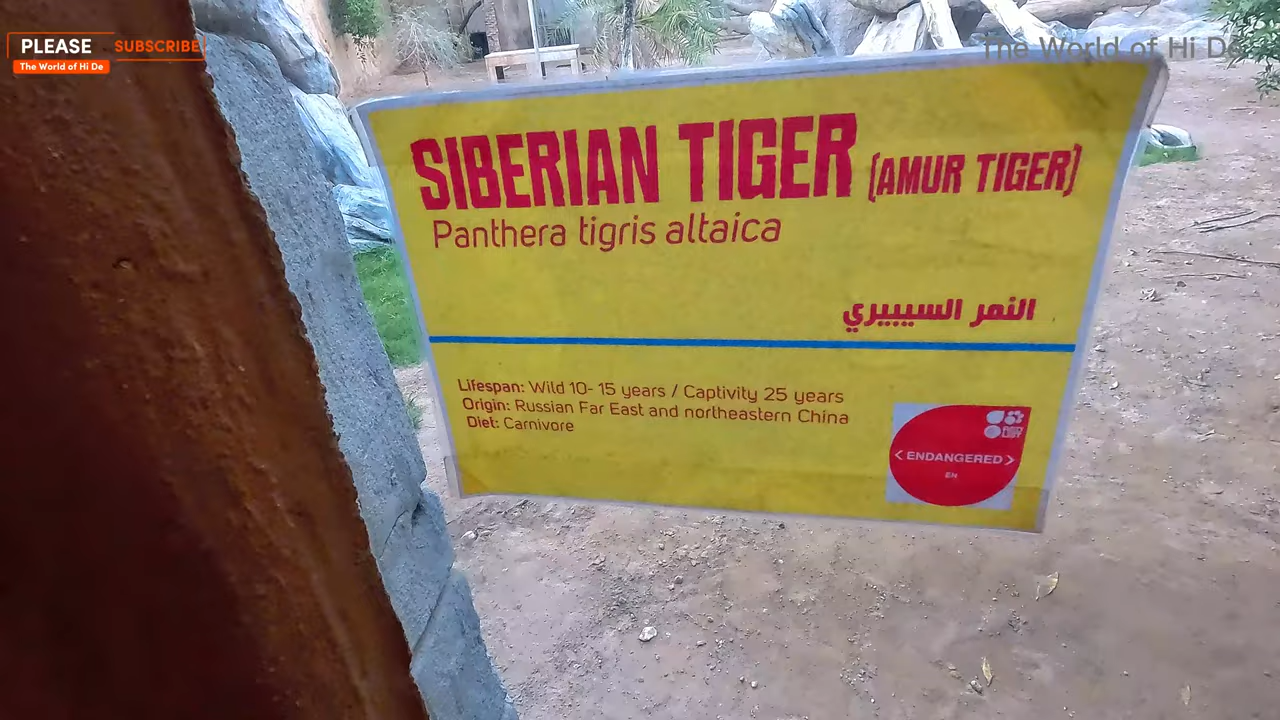 PLEASE SUBSCRIBE
The World of Hi De
The World of Hi De
SIBERIAN TIGER (AMUR TIGER)
Panthera tigris altaica
النمر السيبيري
Lifespan: Wild 10- 15 years / Captivity 25 years
Origin: Russian Far East and northeastern China
Diet: Carnivore
< ENDANGERED >
EN